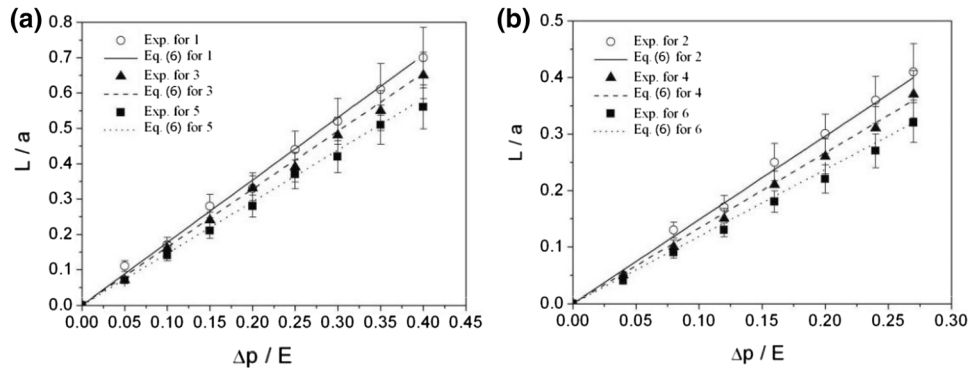 (a)
0.8
0.7
0.6
0.5
0.4
0.3
0.2
0.1
0.0
L / a
Exp. for 1
Eq. (6) for 1
Exp. for 3
Eq. (6) for 3
Exp. for 5
Eq. (6) for 5
0.00 0.05 0.10 0.15 0.20 0.25 0.30 0.35 0.40 0.45
Δp / E
(b)
0.5
0.4
0.3
0.2
0.1
0.0
L / a
Exp. for 2
Eq. (6) for 2
Exp. for 4
Eq. (6) for 4
Exp. for 6
Eq. (6) for 6
0.00 0.05 0.10 0.15 0.20 0.25 0.30
Δp / E